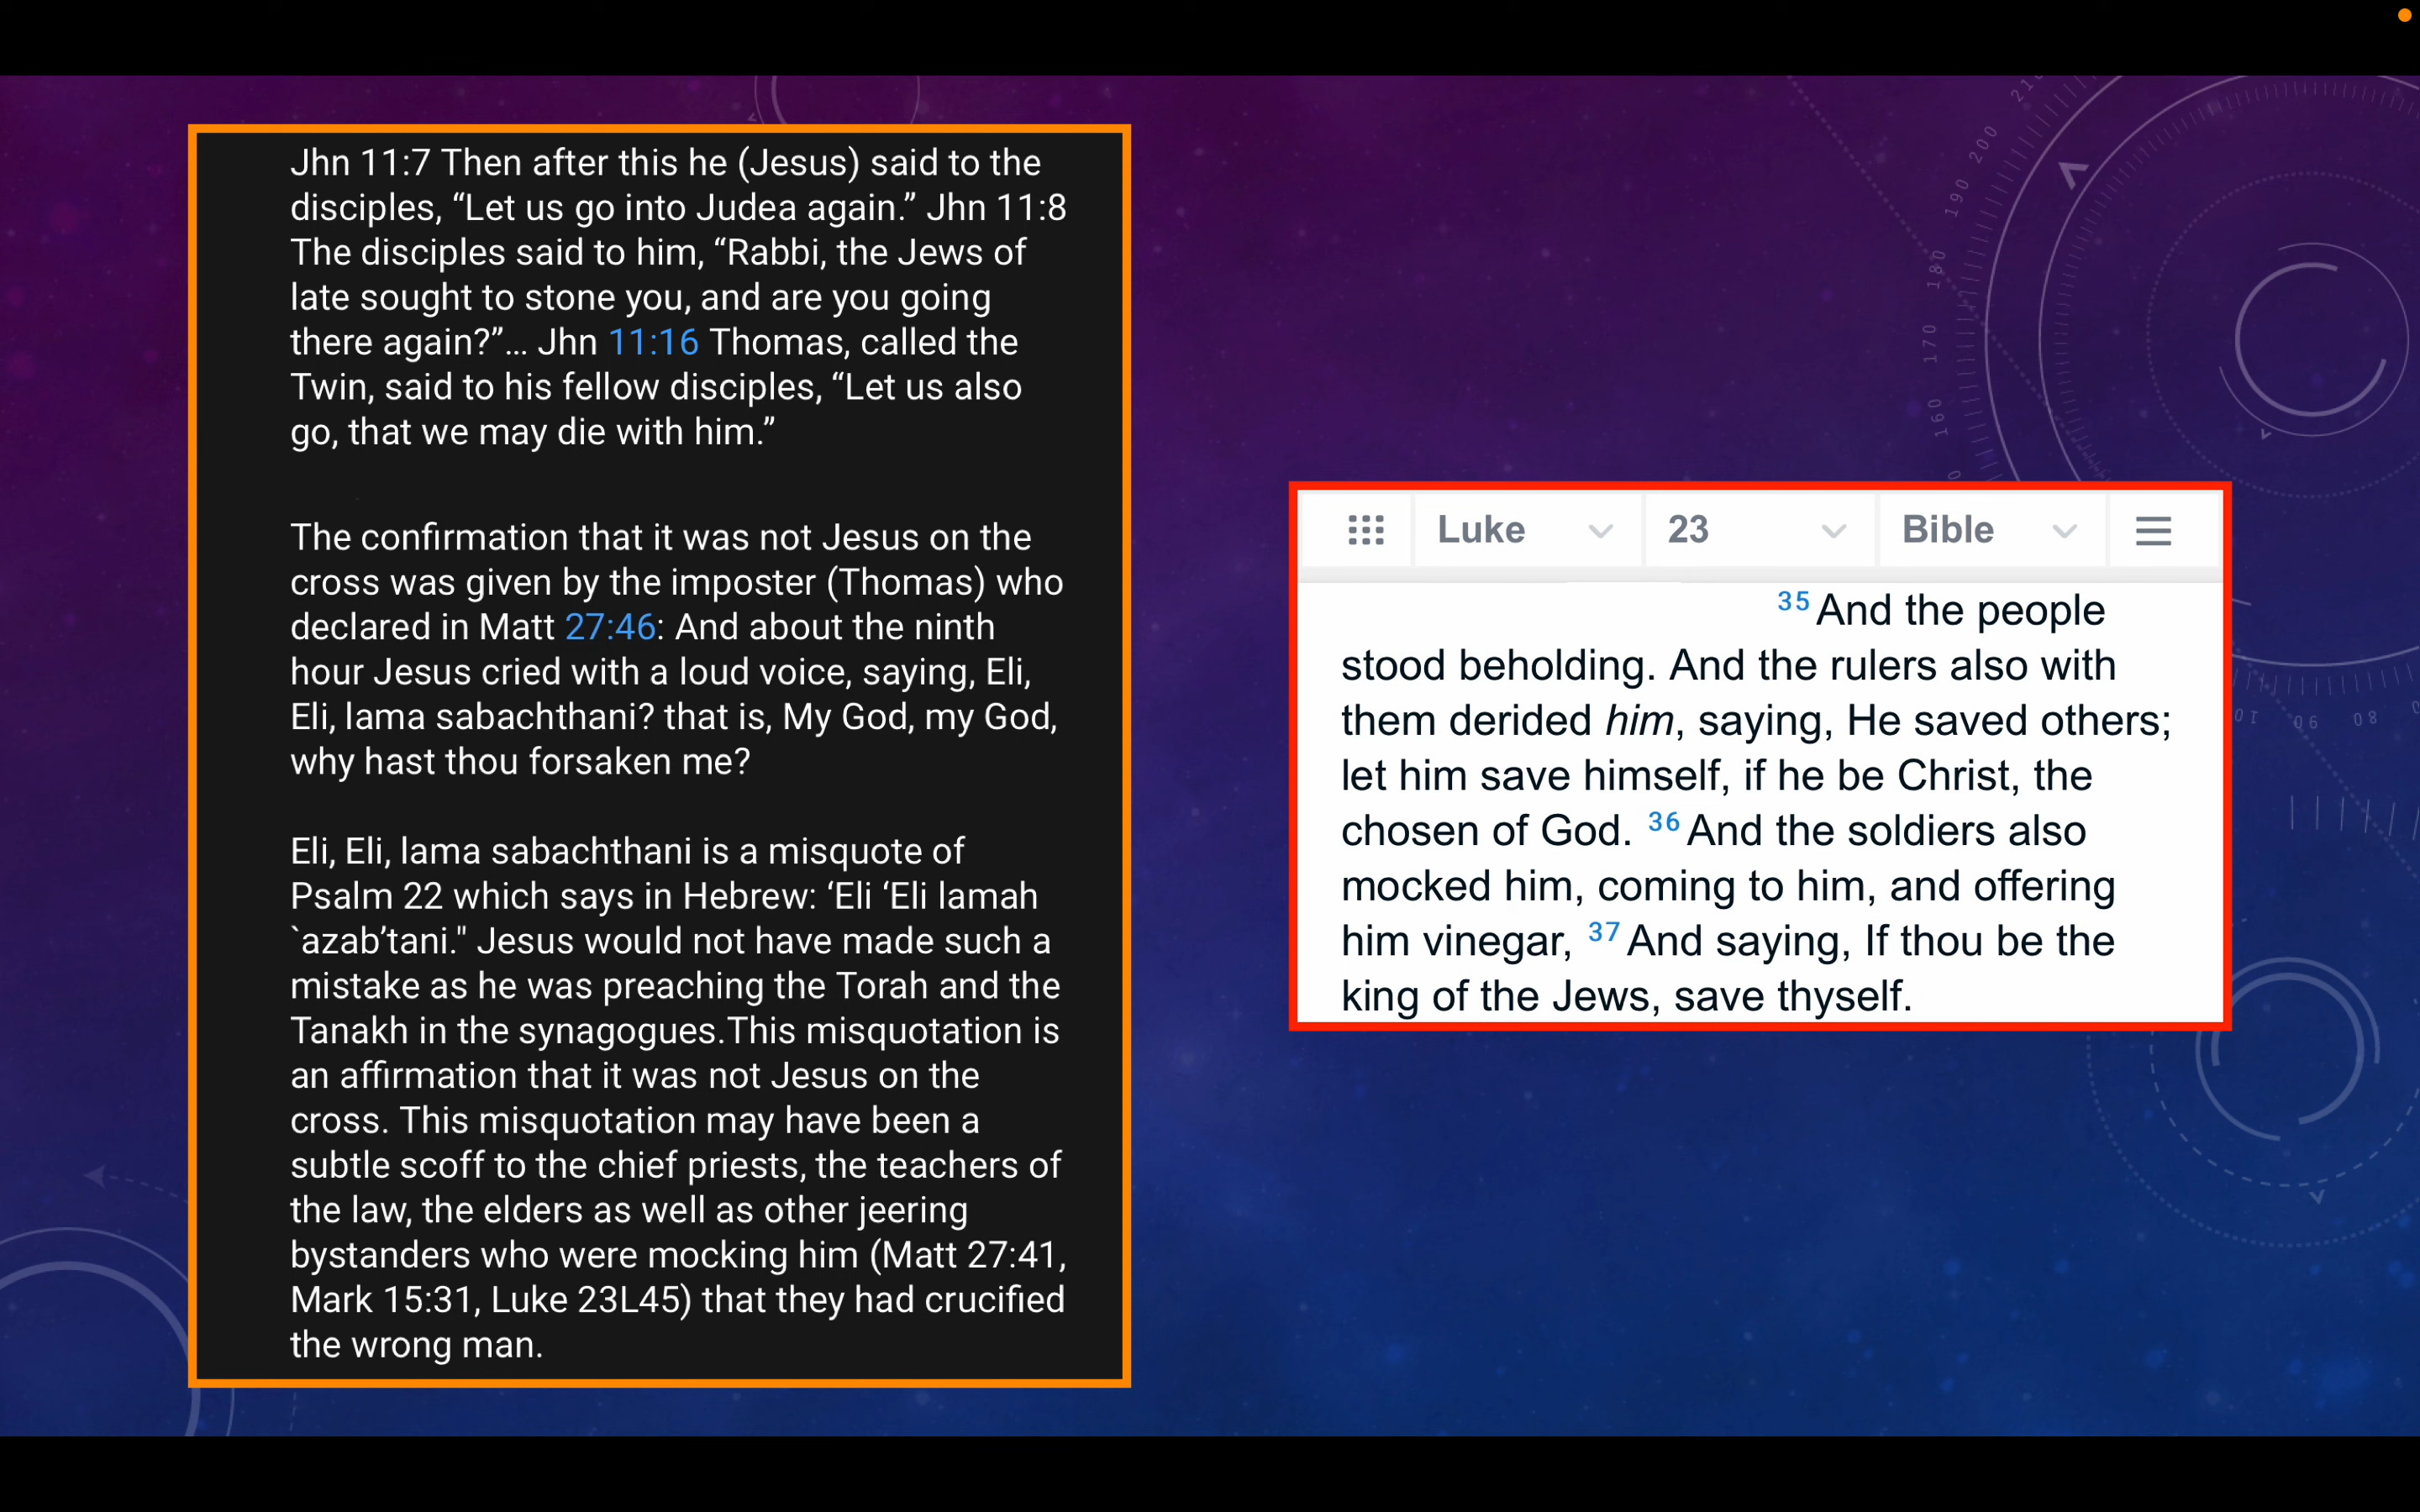 Jhn 11:7 Then after this he (Jesus) said to the
disciples, “Let us go into Judea again.” Jhn 11:8
The disciples said to him, “Rabbi, the Jews of
late sought to stone you, and are you going
there again?”... Jhn 11:16 Thomas, called the
Twin, said to his fellow disciples, “Let us also
go, that we may die with him.”
The confirmation that it was not Jesus on the
cross was given by the imposter (Thomas) who
declared in Matt 27:46: And about the ninth
hour Jesus cried with a loud voice, saying, Eli,
Eli, lama sabachthani? that is, My God, my God,
why hast thou forsaken me?
Eli, Eli, lama sabachthani is a misquote of
Psalm 22 which says in Hebrew: ‘Eli ‘Eli lamah
`azab’tani." Jesus would not have made such a
mistake as he was preaching the Torah and the
Tanakh in the synagogues.This misquotation is
an affirmation that it was not Jesus on the
cross. This misquotation may have been a
subtle scoff to the chief priests, the teachers of
the law, the elders as well as other jeering
bystanders who were mocking him (Matt 27:41,
Mark 15:31, Luke 23L45) that they had crucified
the wrong man.
Luke 23 Bible
35 And the people
stood beholding. And the rulers also with
them derided him, saying, He saved others;
let him save himself, if he be Christ, the
chosen of God. 36 And the soldiers also
mocked him, coming to him, and offering
him vinegar, 37 And saying, If thou be the
king of the Jews, save thyself.
160
170
180
190
200
90
80